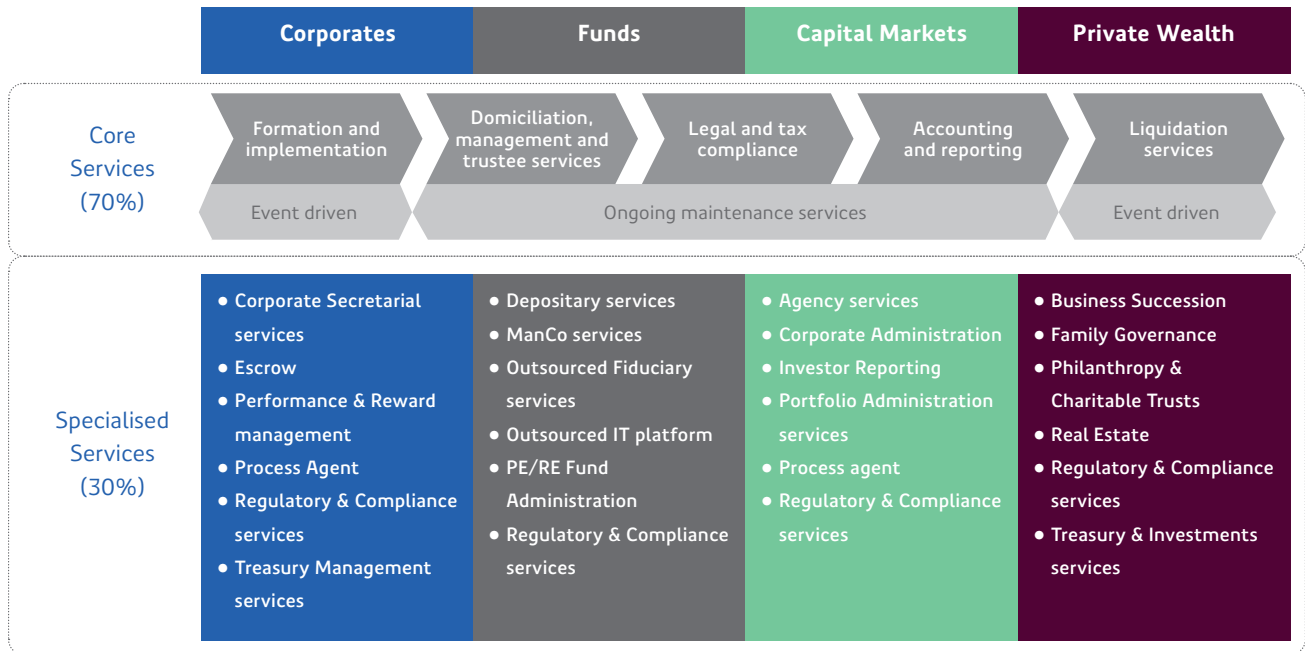 Corporates
Funds
Capital Markets
Private Wealth
Core
Services
(70%)
Formation and
implementation
Domiciliation,
management and
trustee services
Legal and tax
compliance
Accounting
and reporting
Liquidation
services
Event driven
Ongoing maintenance services
Event driven
Specialised
Services
(30%)
● Corporate Secretarial
services
● Escrow
● Performance & Reward
management
● Process Agent
● Regulatory & Compliance
services
● Treasury Management
services
● Depositary services
● ManCo services
● Outsourced Fiduciary
services
● Outsourced IT platform
● PE/RE Fund
Administration
● Regulatory & Compliance
services
● Agency services
● Corporate Administration
● Investor Reporting
● Portfolio Administration
services
● Process agent
● Regulatory & Compliance
services
● Business Succession
● Family Governance
● Philanthropy &
Charitable Trusts
● Real Estate
● Regulatory & Compliance
services
● Treasury & Investments
services